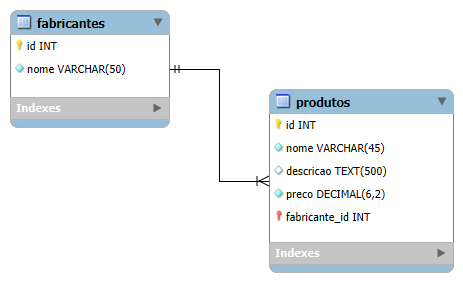 fabricantes
id INT
nome VARCHAR(50)
Indexes
produtos
id INT
nome VARCHAR(45)
descricao TEXT(500)
preco DECIMAL(6,2)
fabricante_id INT
Indexes